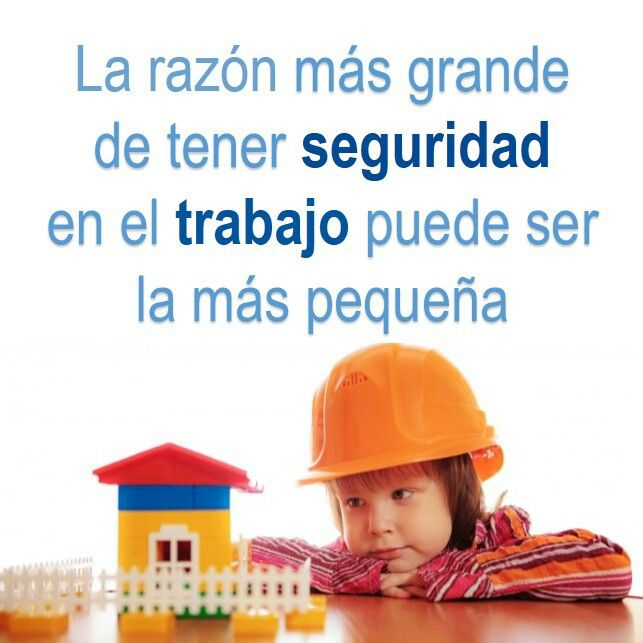 La razón más grande
de tener seguridad
en el trabajo puede ser
la más pequeña